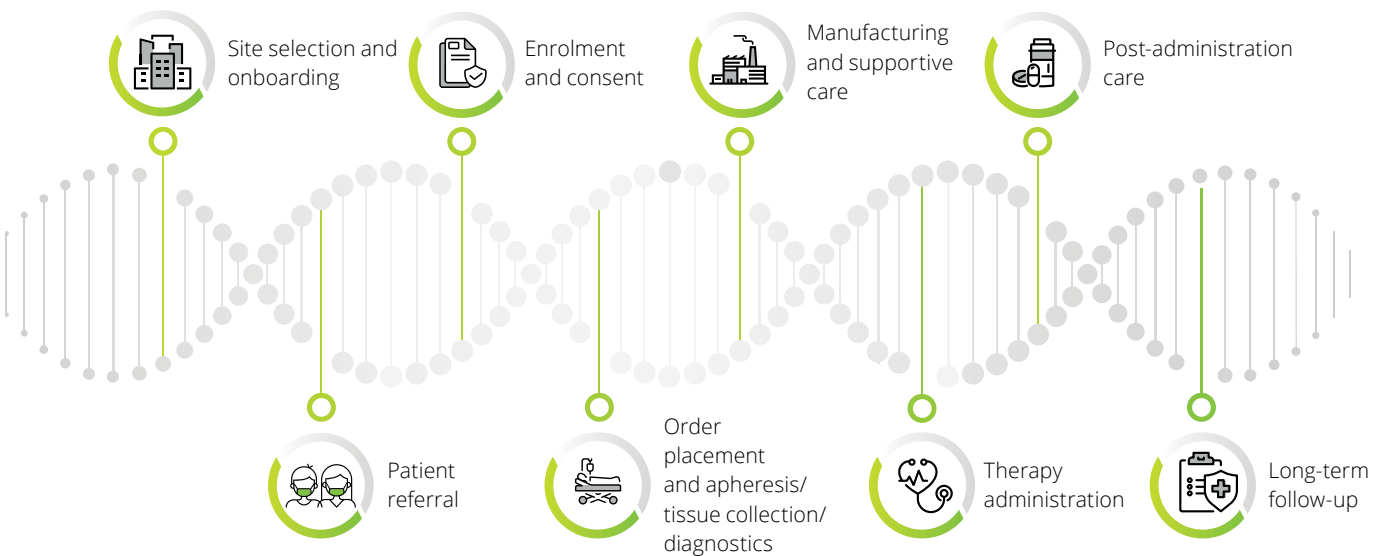 Site selection and
onboarding
Enrolment
and consent
Manufacturing
and supportive
care
Post-administration
care
Patient
referral
Order
placement
and apheresis/
tissue collection/
diagnostics
Therapy
administration
Long-term
follow-up